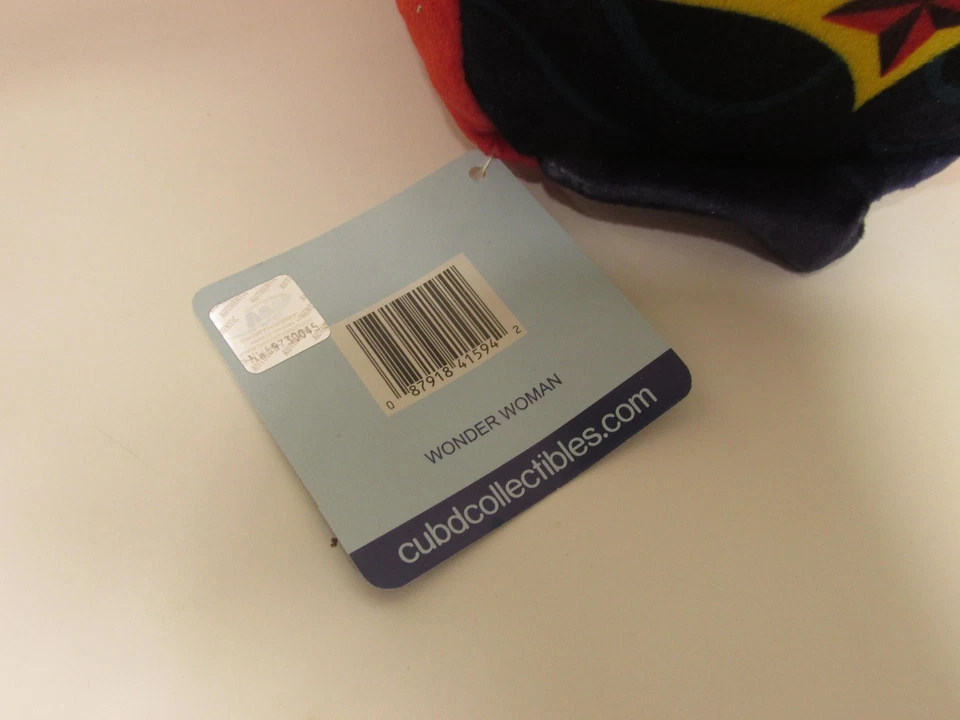 0 87918 41594 2
WONDER WOMAN
cubdcollectibles.com